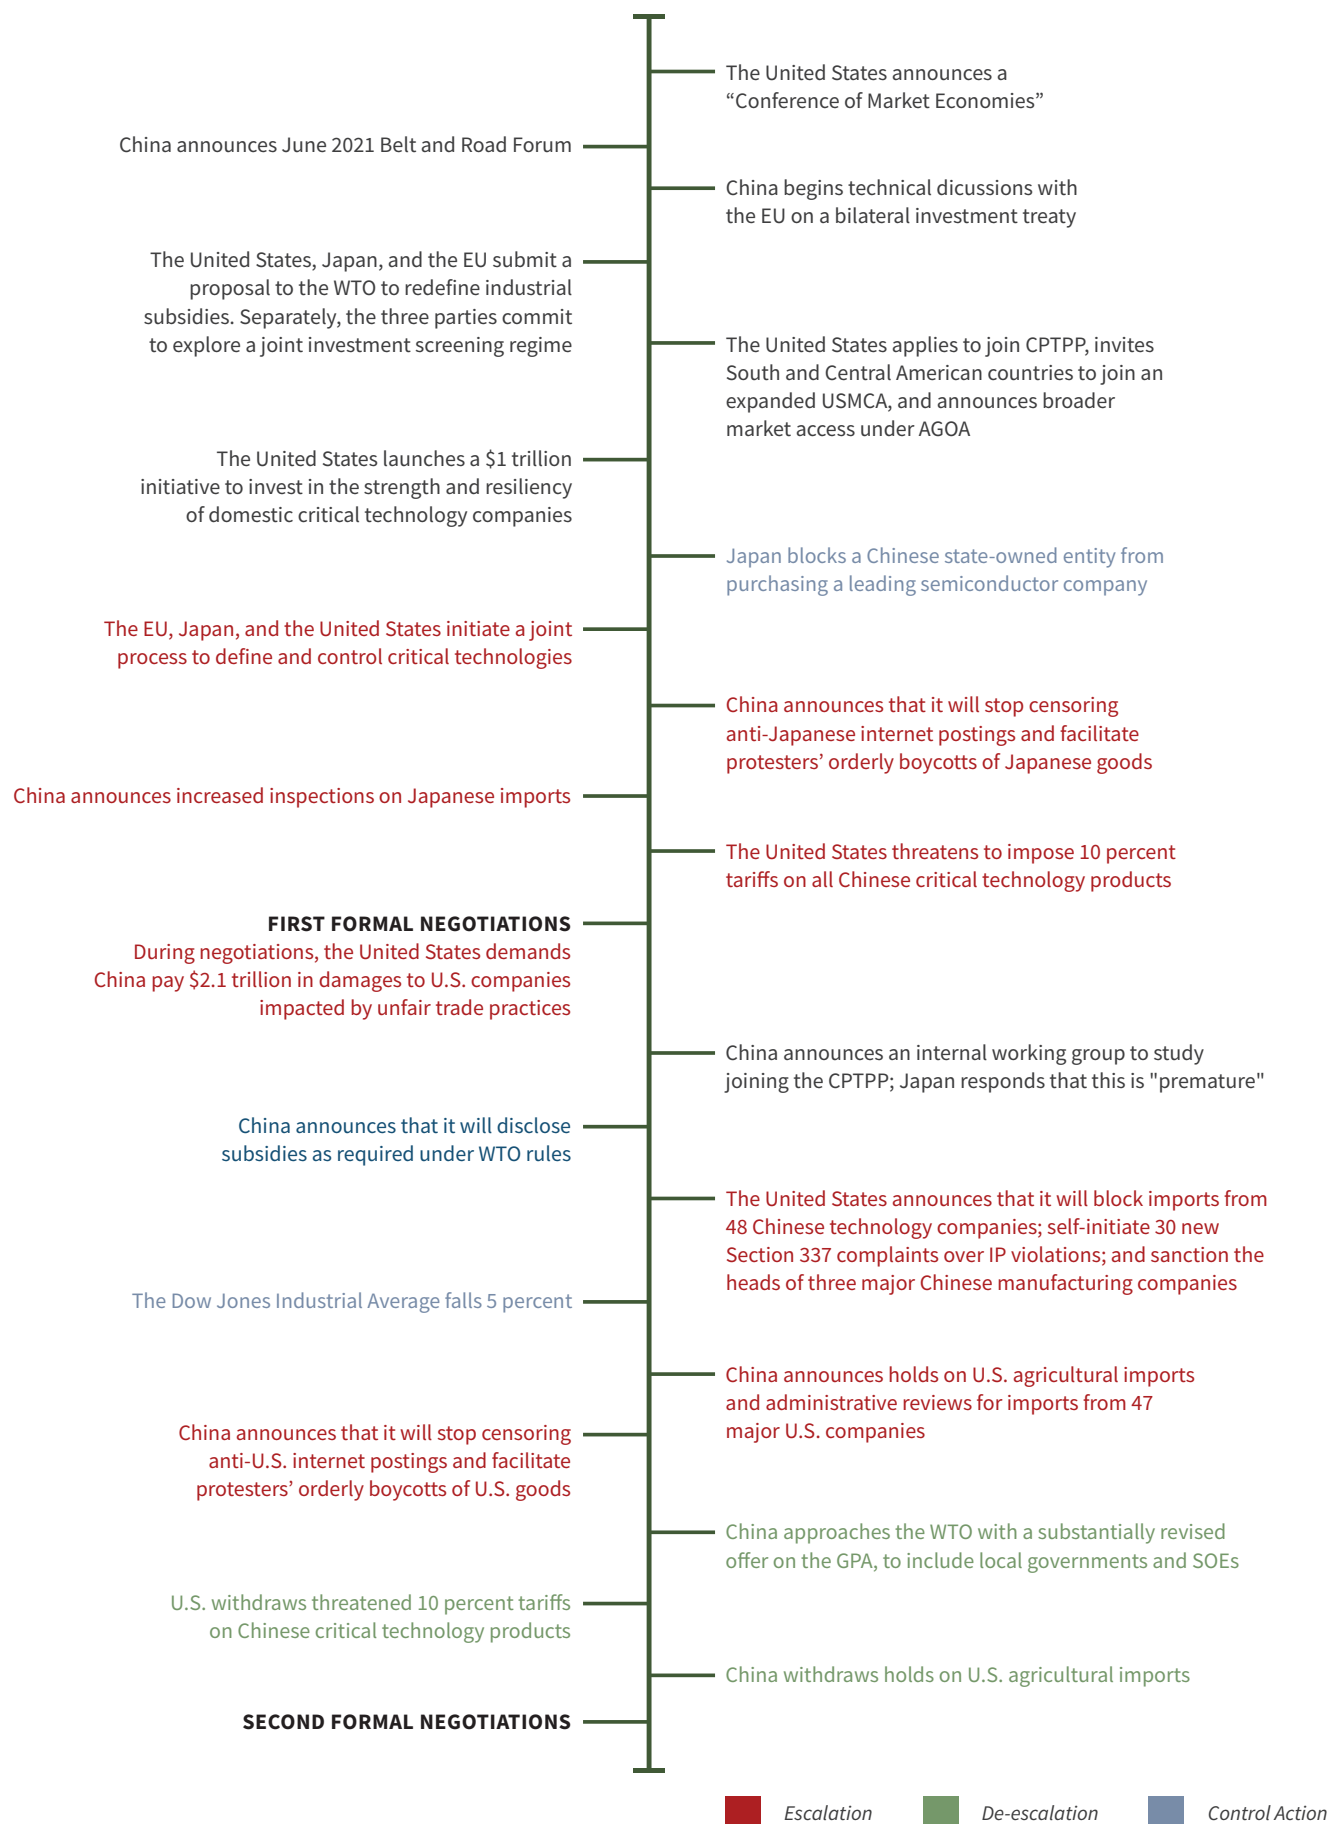 The United States announces a
“Conference of Market Economies”
China announces June 2021 Belt and Road Forum
China begins technical dicussions with
the EU on a bilateral investment treaty
The United States, Japan, and the EU submit a
proposal to the WTO to redefine industrial
subsidies. Separately, the three parties commit
to explore a joint investment screening regime
The United States applies to join CPTPP, invites
South and Central American countries to join an
expanded USMCA, and announces broader
market access under AGOA
The United States launches a $1 trillion
initiative to invest in the strength and resiliency
of domestic critical technology companies
Japan blocks a Chinese state-owned entity from
purchasing a leading semiconductor company
The EU, Japan, and the United States initiate a joint
process to define and control critical technologies
China announces that it will stop censoring
anti-Japanese internet postings and facilitate
protesters’ orderly boycotts of Japanese goods
China announces increased inspections on Japanese imports
The United States threatens to impose 10 percent
tariffs on all Chinese critical technology products
FIRST FORMAL NEGOTIATIONS
During negotiations, the United States demands
China pay $2.1 trillion in damages to U.S. companies
impacted by unfair trade practices
China announces an internal working group to study
joining the CPTPP; Japan responds that this is "premature"
China announces that it will disclose
subsidies as required under WTO rules
The United States announces that it will block imports from
48 Chinese technology companies; self-initiate 30 new
Section 337 complaints over IP violations; and sanction the
heads of three major Chinese manufacturing companies
The Dow Jones Industrial Average falls 5 percent
China announces holds on U.S. agricultural imports
and administrative reviews for imports from 47
major U.S. companies
China announces that it will stop censoring
anti-U.S. internet postings and facilitate
protesters’ orderly boycotts of U.S. goods
China approaches the WTO with a substantially revised
offer on the GPA, to include local governments and SOEs
U.S. withdraws threatened 10 percent tariffs
on Chinese critical technology products
China withdraws holds on U.S. agricultural imports
SECOND FORMAL NEGOTIATIONS
Escalation
De-escalation
Control Action